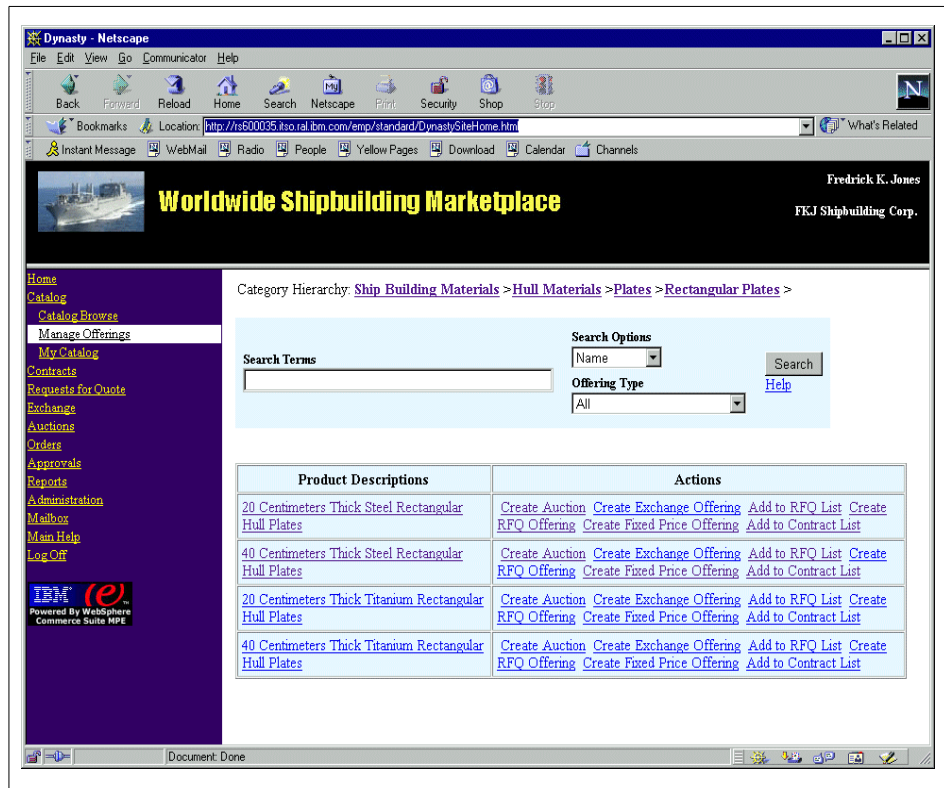 Dynasty - Netscape
File Edit View Go Communicator Help
Back Forward Reload Home Search Netscape Print Security Shop Stop
N
Bookmarks Location: http://rs600035.itso.ral.ibm.com/emp/standard/DynastySiteHome.html What's Related
Instant Message WebMail Radio People Yellow Pages Download Calendar Channels
Worldwide Shipbuilding Marketplace
Fredrick K. Jones
FKJ Shipbuilding Corp.
Home
Catalog
Catalog Browse
Manage Offerings
My Catalog
Contracts
Requests for Quote
Exchange
Auctions
Orders
Approvals
Reports
Administration
Mailbox
Main Help
Log Off
IBM (e) TM
Powered By WebSphere
Commerce Suite MPE
Category Hierarchy: Ship Building Materials >Hull Materials >Plates >Rectangular Plates >
Search Terms
Search Options
Name
Offering Type
All
Search
Help
Product Descriptions Actions
20 Centimeters Thick Steel Rectangular
Hull Plates
Create Auction Create Exchange Offering Add to RFQ List Create
RFQ Offering Create Fixed Price Offering Add to Contract List
40 Centimeters Thick Steel Rectangular
Hull Plates
Create Auction Create Exchange Offering Add to RFQ List Create
RFQ Offering Create Fixed Price Offering Add to Contract List
20 Centimeters Thick Titanium Rectangular
Hull Plates
Create Auction Create Exchange Offering Add to RFQ List Create
RFQ Offering Create Fixed Price Offering Add to Contract List
40 Centimeters Thick Titanium Rectangular
Hull Plates
Create Auction Create Exchange Offering Add to RFQ List Create
RFQ Offering Create Fixed Price Offering Add to Contract List
Document: Done